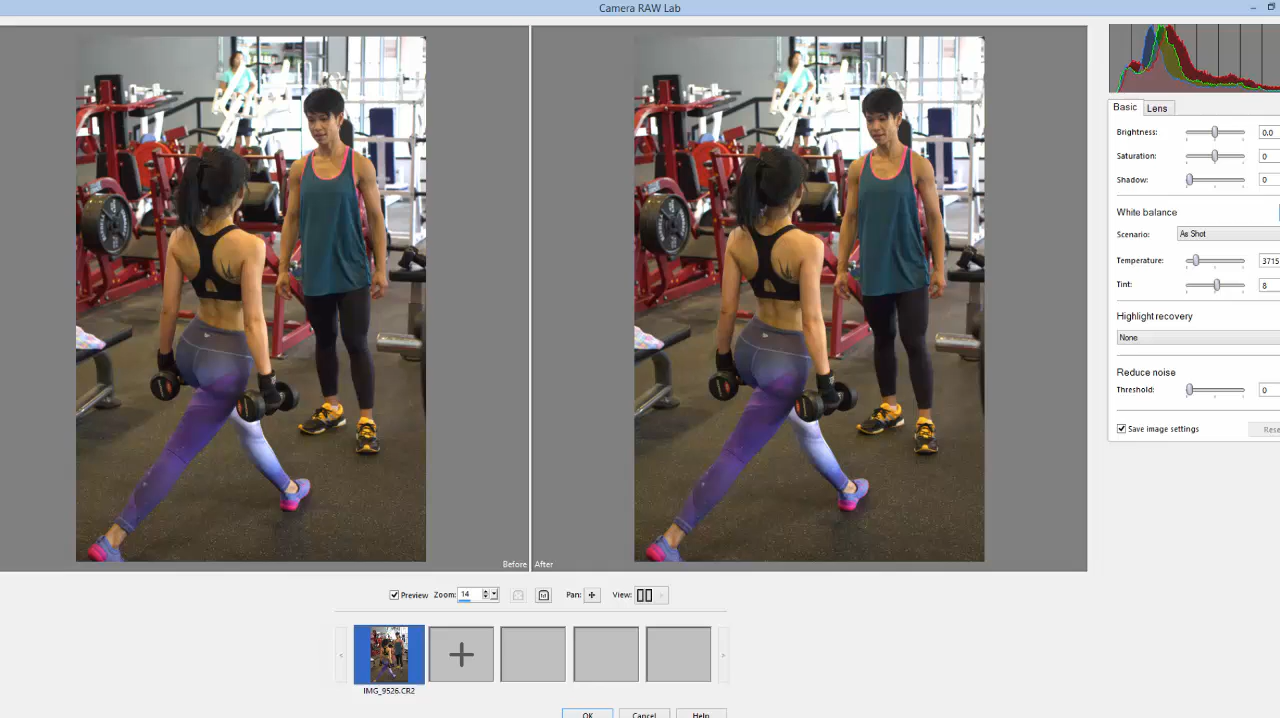 Camera RAW Lab
Basic Lens
Brightness: 0.0
Saturation: 0
Shadow: 0
White balance
Scenario: As Shot
Temperature: 3715
Tint: 8
Highlight recovery
None
Reduce noise
Threshold: 0
Save image settings
Before After
Preview Zoom: 14 Pan: View:
IMG_9526.CR2
OK Cancel Help